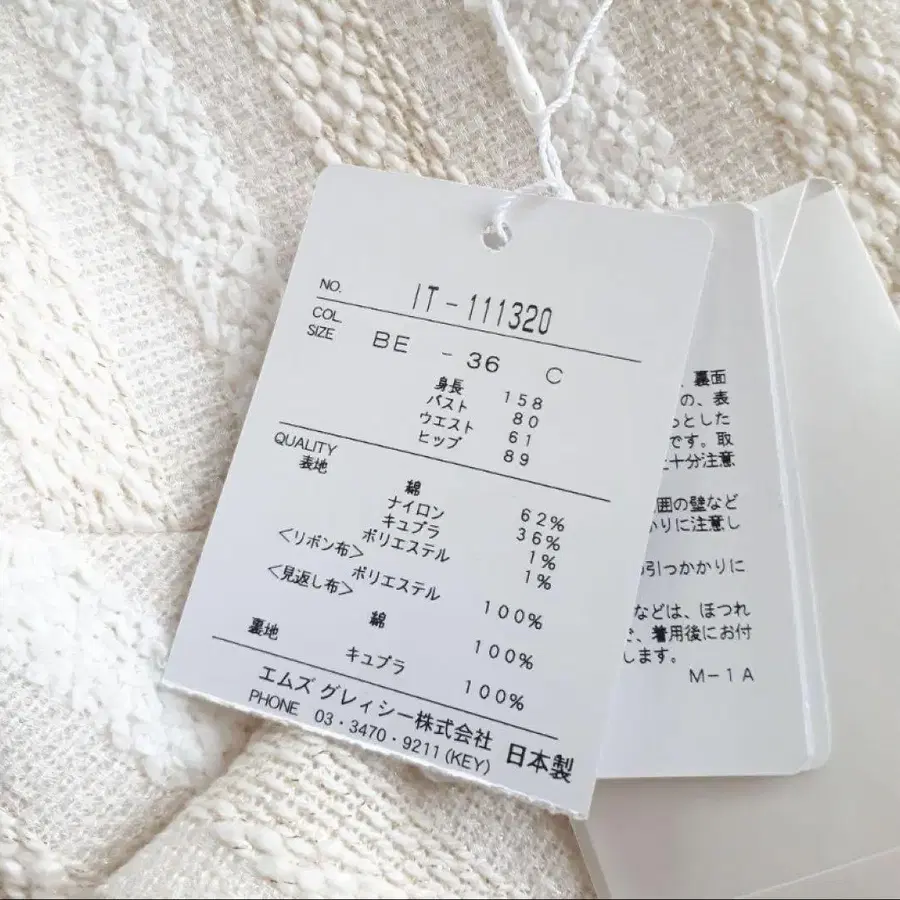 NO. IT-111320
COL.
SIZE BE - 36 C
身長 158
バスト 80
ウエスト 61
ヒップ 89
QUALITY
表地
綿 62%
ナイロン 36%
キュプラ 1%
ポリエステル 1%
<リボン布>
ポリエステル 100%
<見返し布>
綿 100%
裏地
キュプラ 100%
エムズ グレィシー株式会社 日本製
PHONE 03・3470・9211(KEY)
、裏面
の、表
っとした
です。取
十分注意
囲の壁など
かりに注意し
引っかかりに
などは、ほつれ
、着用後にお付
します。
M-1A